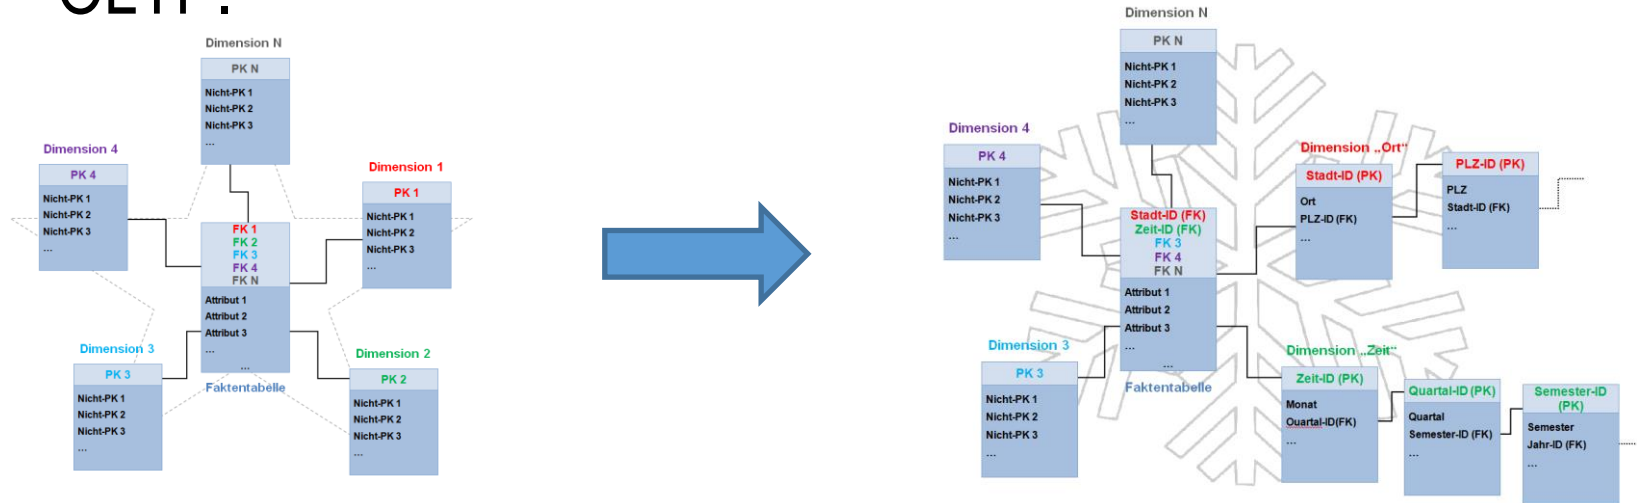 Dimension N
PK N
Nicht-PK 1
Nicht-PK 2
Nicht-PK 3
...
Dimension 4
PK 4
Nicht-PK 1
Nicht-PK 2
Nicht-PK 3
...
Dimension 1
PK 1
Nicht-PK 1
Nicht-PK 2
Nicht-PK 3
...
FK 1
FK 2
FK 3
FK 4
FK N
Attribut 1
Attribut 2
Attribut 3
...
...
Faktentabelle
Dimension 3
PK 3
Nicht-PK 1
Nicht-PK 2
Nicht-PK 3
...
Dimension 2
PK 2
Nicht-PK 1
Nicht-PK 2
Nicht-PK 3
...
Dimension N
PK N
Nicht-PK 1
Nicht-PK 2
Nicht-PK 3
...
Dimension 4
PK 4
Nicht-PK 1
Nicht-PK 2
Nicht-PK 3
...
Dimension „Ort“
Stadt-ID (PK)
Ort
PLZ-ID (FK)
...
PLZ-ID (PK)
PLZ
Stadt-ID (FK)
...
Stadt-ID (FK)
Zeit-ID (FK)
FK 3
FK 4
FK N
Attribut 1
Attribut 2
Attribut 3
...
...
Faktentabelle
Dimension 3
PK 3
Nicht-PK 1
Nicht-PK 2
Nicht-PK 3
...
Dimension „Zeit“
Zeit-ID (PK)
Monat
Quartal-ID(FK)
...
Quartal-ID (PK)
Quartal
Semester-ID (FK)
...
Semester-ID
(PK)
Semester
Jahr-ID (FK)
...